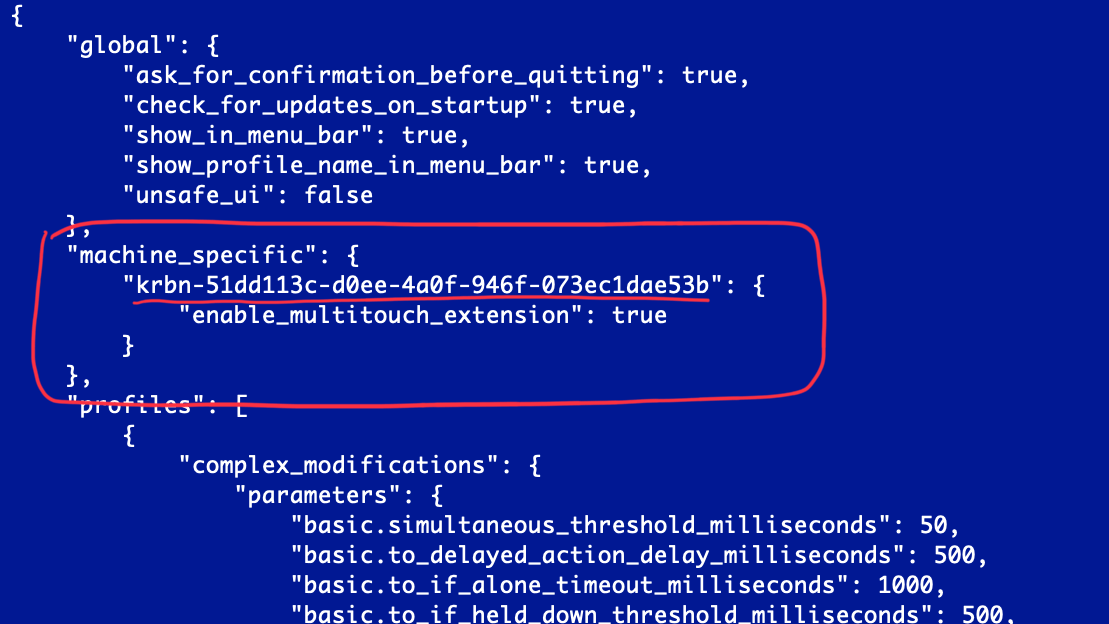 {
    "global": {
        "ask_for_confirmation_before_quitting": true,
        "check_for_updates_on_startup": true,
        "show_in_menu_bar": true,
        "show_profile_name_in_menu_bar": true,
        "unsafe_ui": false
    },
    "machine_specific": {
        "krbn-51dd113c-d0ee-4a0f-946f-073ec1dae53b": {
            "enable_multitouch_extension": true
        }
    },
    "profiles": [
        {
            "complex_modifications": {
                "parameters": {
                    "basic.simultaneous_threshold_milliseconds": 50,
                    "basic.to_delayed_action_delay_milliseconds": 500,
                    "basic.to_if_alone_timeout_milliseconds": 1000,
                    "basic.to_if_held_down_threshold_milliseconds": 500,